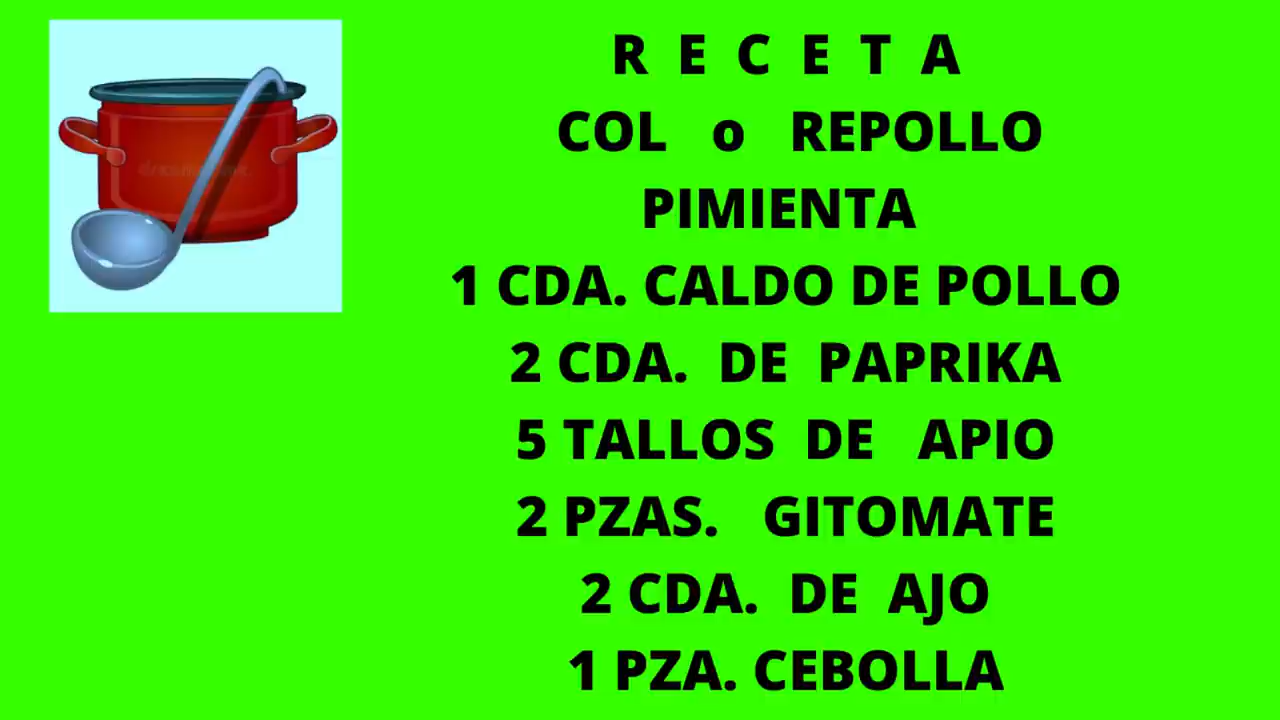 R E C E T A
COL o REPOLLO
PIMIENTA
1 CDA. CALDO DE POLLO
2 CDA. DE PAPRIKA
5 TALLOS DE APIO
2 PZAS. GITOMATE
2 CDA. DE AJO
1 PZA. CEBOLLA